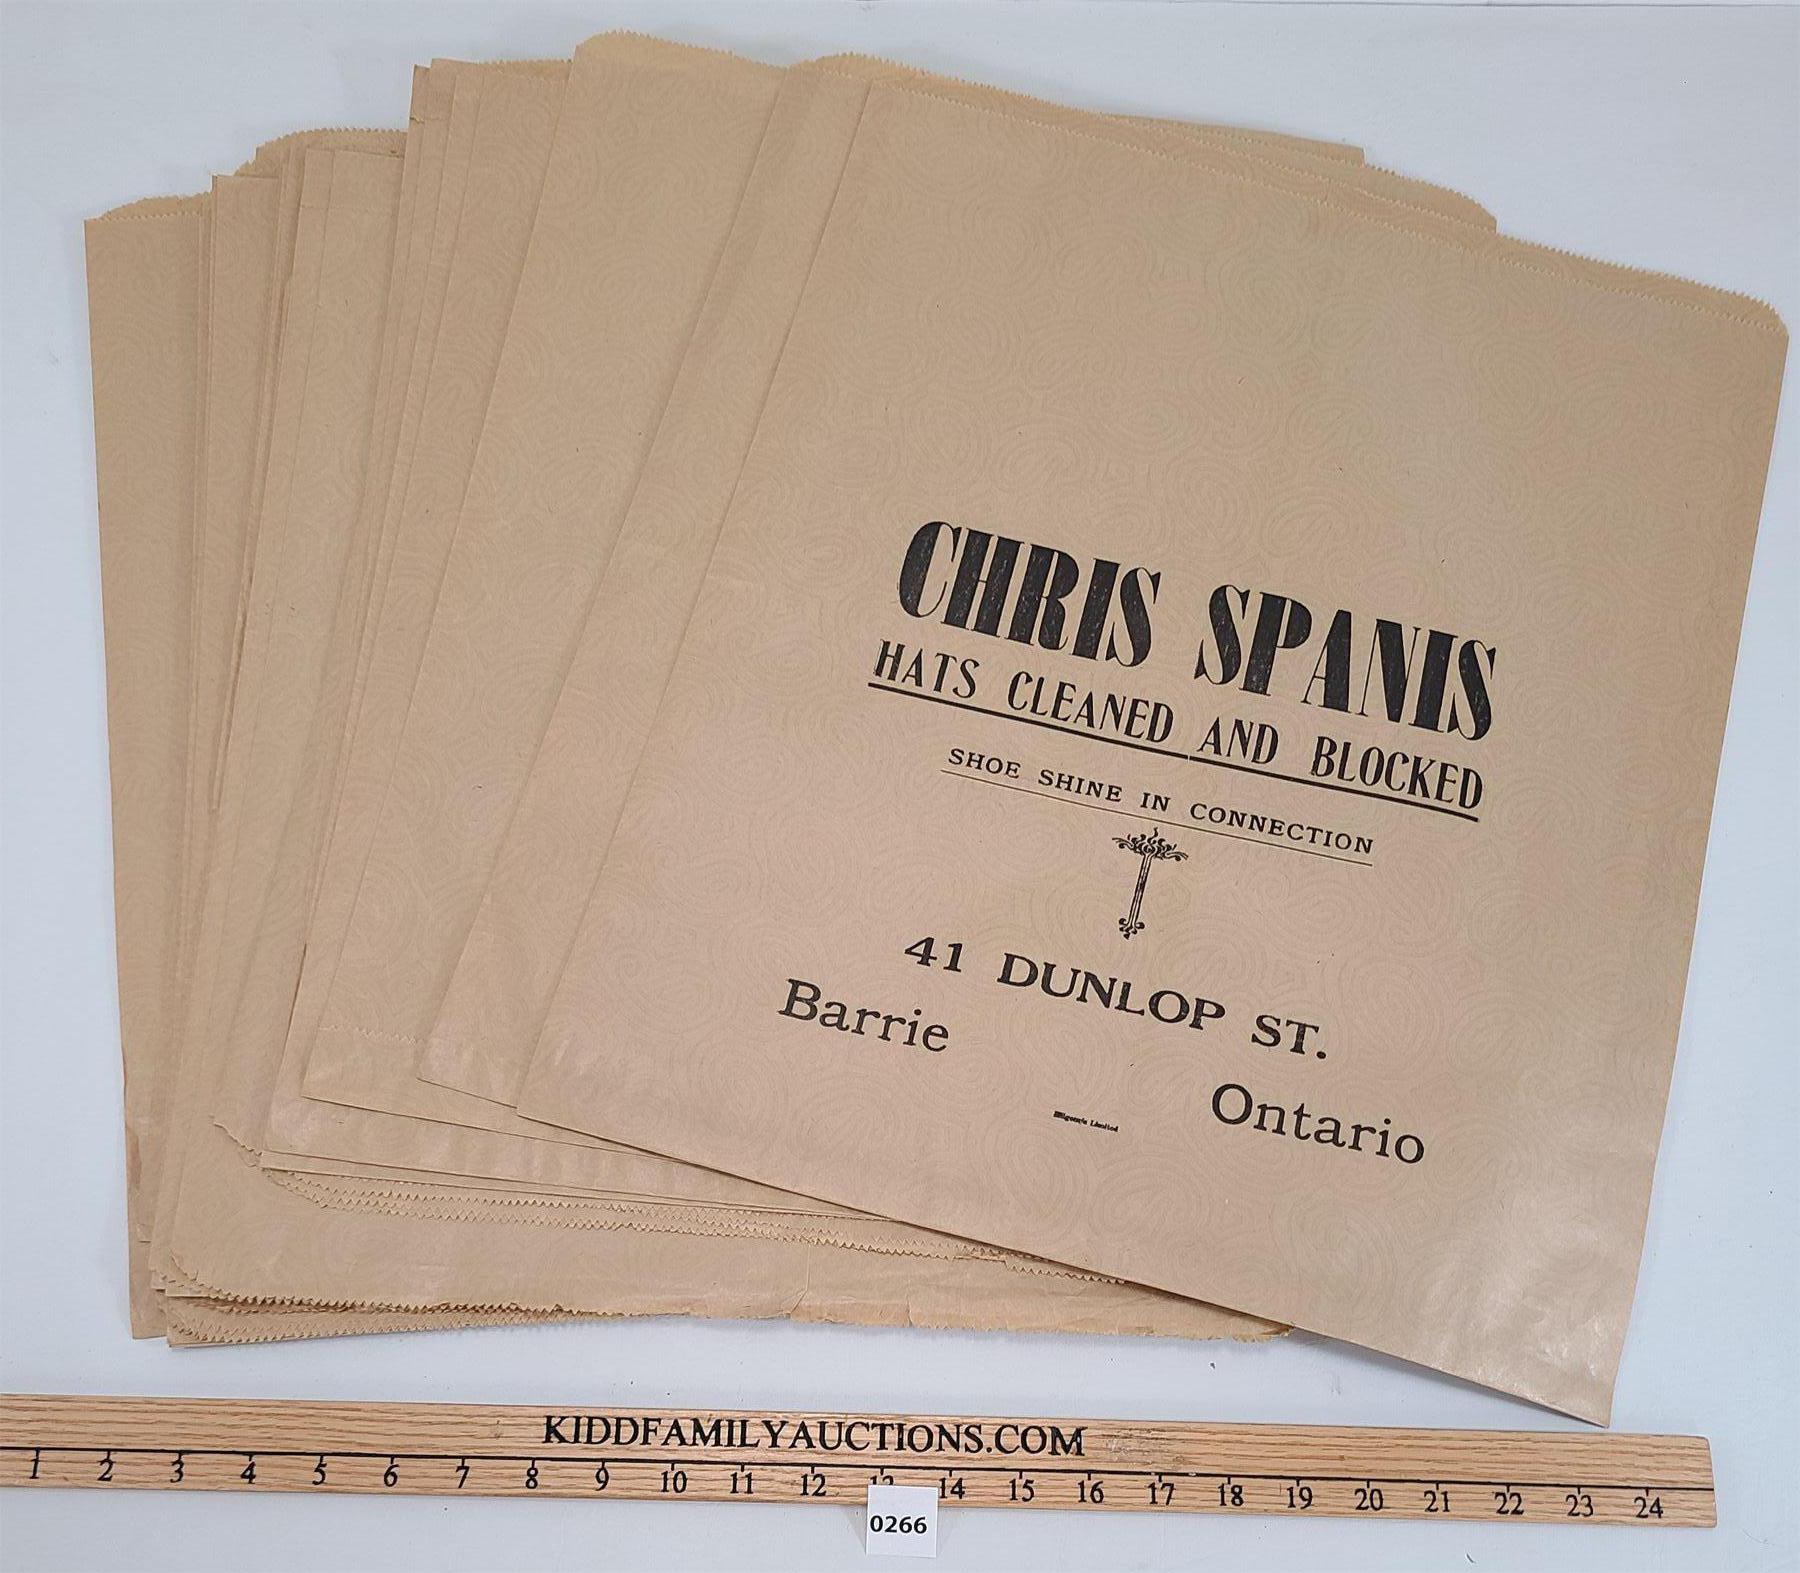 CHRIS SPANIS
HATS CLEANED AND BLOCKED
SHOE SHINE IN CONNECTION
41 DUNLOP ST.
Barrie
Ontario
Limited
KIDDFAMILYAUCTIONS.COM
1 2 3 4 5 6 7 8 9 10 11 12 13 14 15 16 17 18 19 20 21 22 23 24
0266